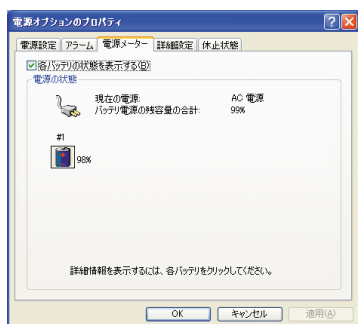 電源オプションのプロパティ
電源設定 アラーム 電源メーター 詳細設定 休止状態
各バッテリの状態を表示する(B)
電源の状態
現在の電源: AC 電源
バッテリ電源の残容量の合計: 99%
#1
98%
詳細情報を表示するには、各バッテリをクリックしてください。
OK キャンセル 適用(A)